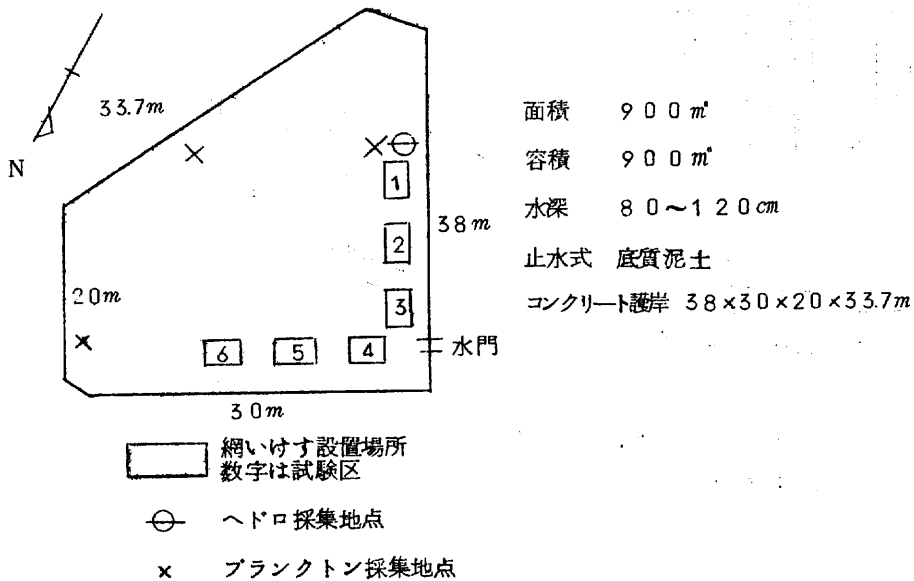 33.7m
N
面積 900㎡
容積 900㎥
水深 80~120cm
止水式 底質泥土
コンクリート護岸 38×30×20×33.7m
1
2
3
4
5
6
38m
20m
水門
30m
網いけす設置場所
数字は試験区
ヘドロ採集地点
プランクトン採集地点